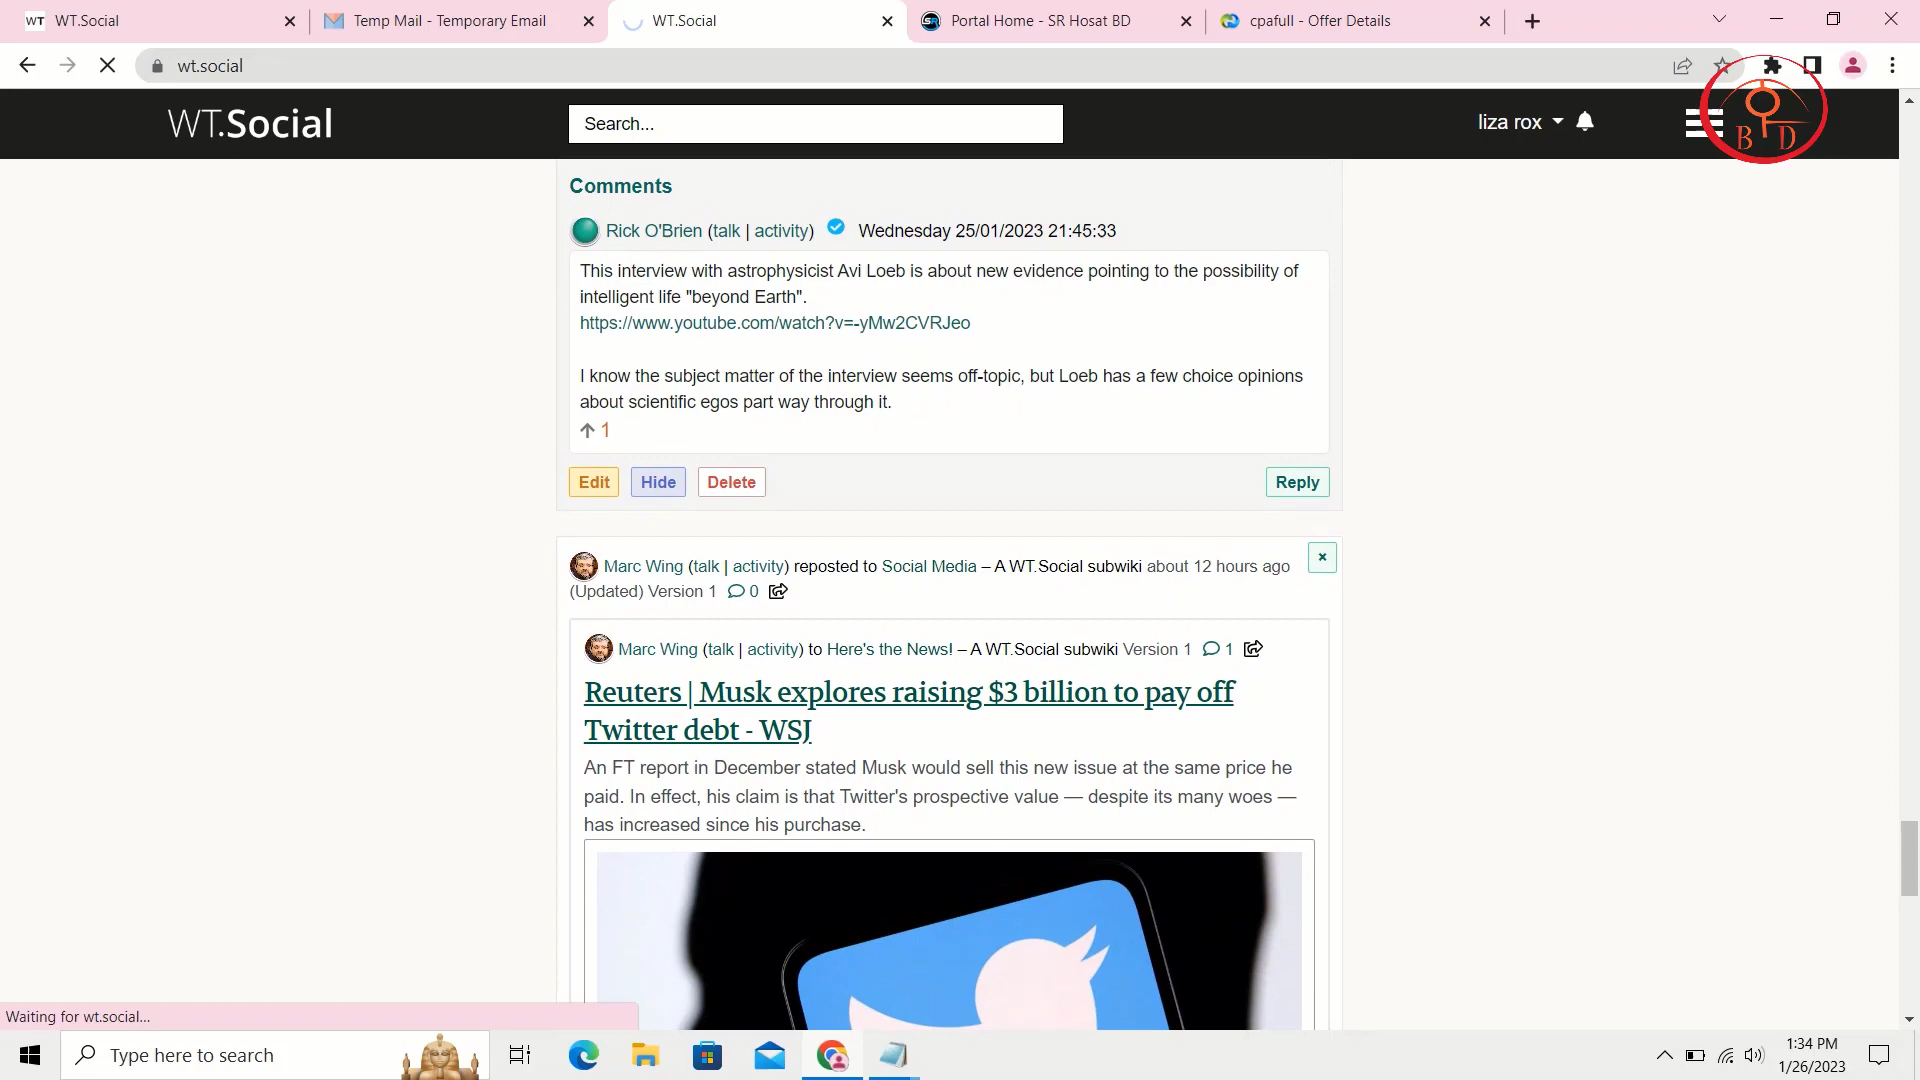 WT WT.Social
Temp Mail - Temporary Email
WT.Social
SR Portal Home - SR Hosat BD
cpafull - Offer Details
wt.social
WT.Social
Search...
liza rox
B D
Comments
Rick O'Brien (talk | activity) Wednesday 25/01/2023 21:45:33
This interview with astrophysicist Avi Loeb is about new evidence pointing to the possibility of
intelligent life "beyond Earth".
https://www.youtube.com/watch?v=-yMw2CVRJeo
I know the subject matter of the interview seems off-topic, but Loeb has a few choice opinions
about scientific egos part way through it.
1
Edit Hide Delete Reply
Marc Wing (talk | activity) reposted to Social Media – A WT.Social subwiki about 12 hours ago
(Updated) Version 1 0
Marc Wing (talk | activity) to Here's the News! – A WT.Social subwiki Version 1 1
Reuters | Musk explores raising $3 billion to pay off
Twitter debt - WSJ
An FT report in December stated Musk would sell this new issue at the same price he
paid. In effect, his claim is that Twitter's prospective value — despite its many woes —
has increased since his purchase.
Waiting for wt.social...
Type here to search
1:34 PM
1/26/2023